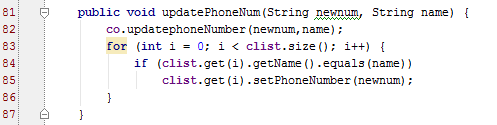 81 public void updatePhoneNum(String newnum, String name) {
82 co.updatephoneNumber(newnum,name);
83 for (int i = 0; i < clist.size(); i++) {
84 if (clist.get(i).getName().equals(name))
85 clist.get(i).setPhoneNumber(newnum);
86 }
87 }